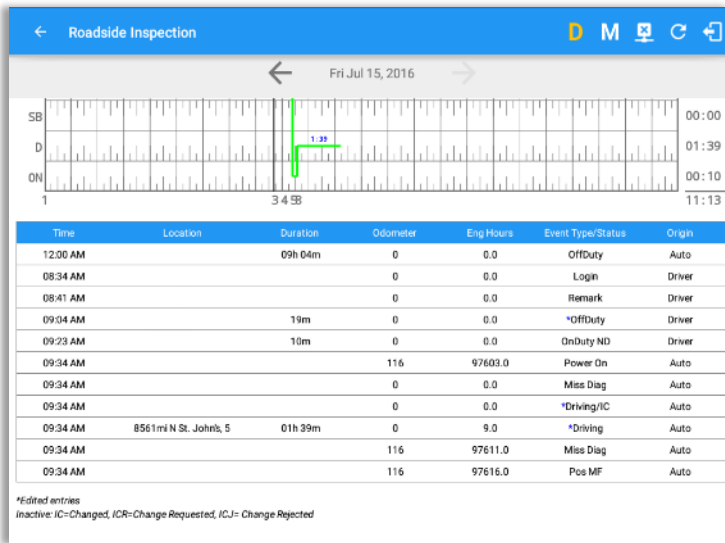 Roadside Inspection D M
Fri Jul 15, 2016
SB 00:00
1:39
D 01:39
ON 00:10
1 3 4 5 8 11:13
Time Location Duration Odometer Eng Hours Event Type/Status Origin
12:00 AM 09h 04m 0 0.0 OffDuty Auto
08:34 AM 0 0.0 Login Driver
08:41 AM 0 0.0 Remark Driver
09:04 AM 19m 0 0.0 *OffDuty Driver
09:23 AM 10m 0 0.0 OnDuty ND Driver
09:34 AM 116 97603.0 Power On Auto
09:34 AM 0 0.0 Miss Diag Auto
09:34 AM 0 0.0 *Driving/IC Auto
09:34 AM 8561mi N St. John's, 5 01h 39m 0 9.0 *Driving Auto
09:34 AM 116 97611.0 Miss Diag Auto
09:34 AM 116 97616.0 Pos MF Auto
*Edited entries
Inactive: IC=Changed, ICR=Change Requested, ICJ= Change Rejected